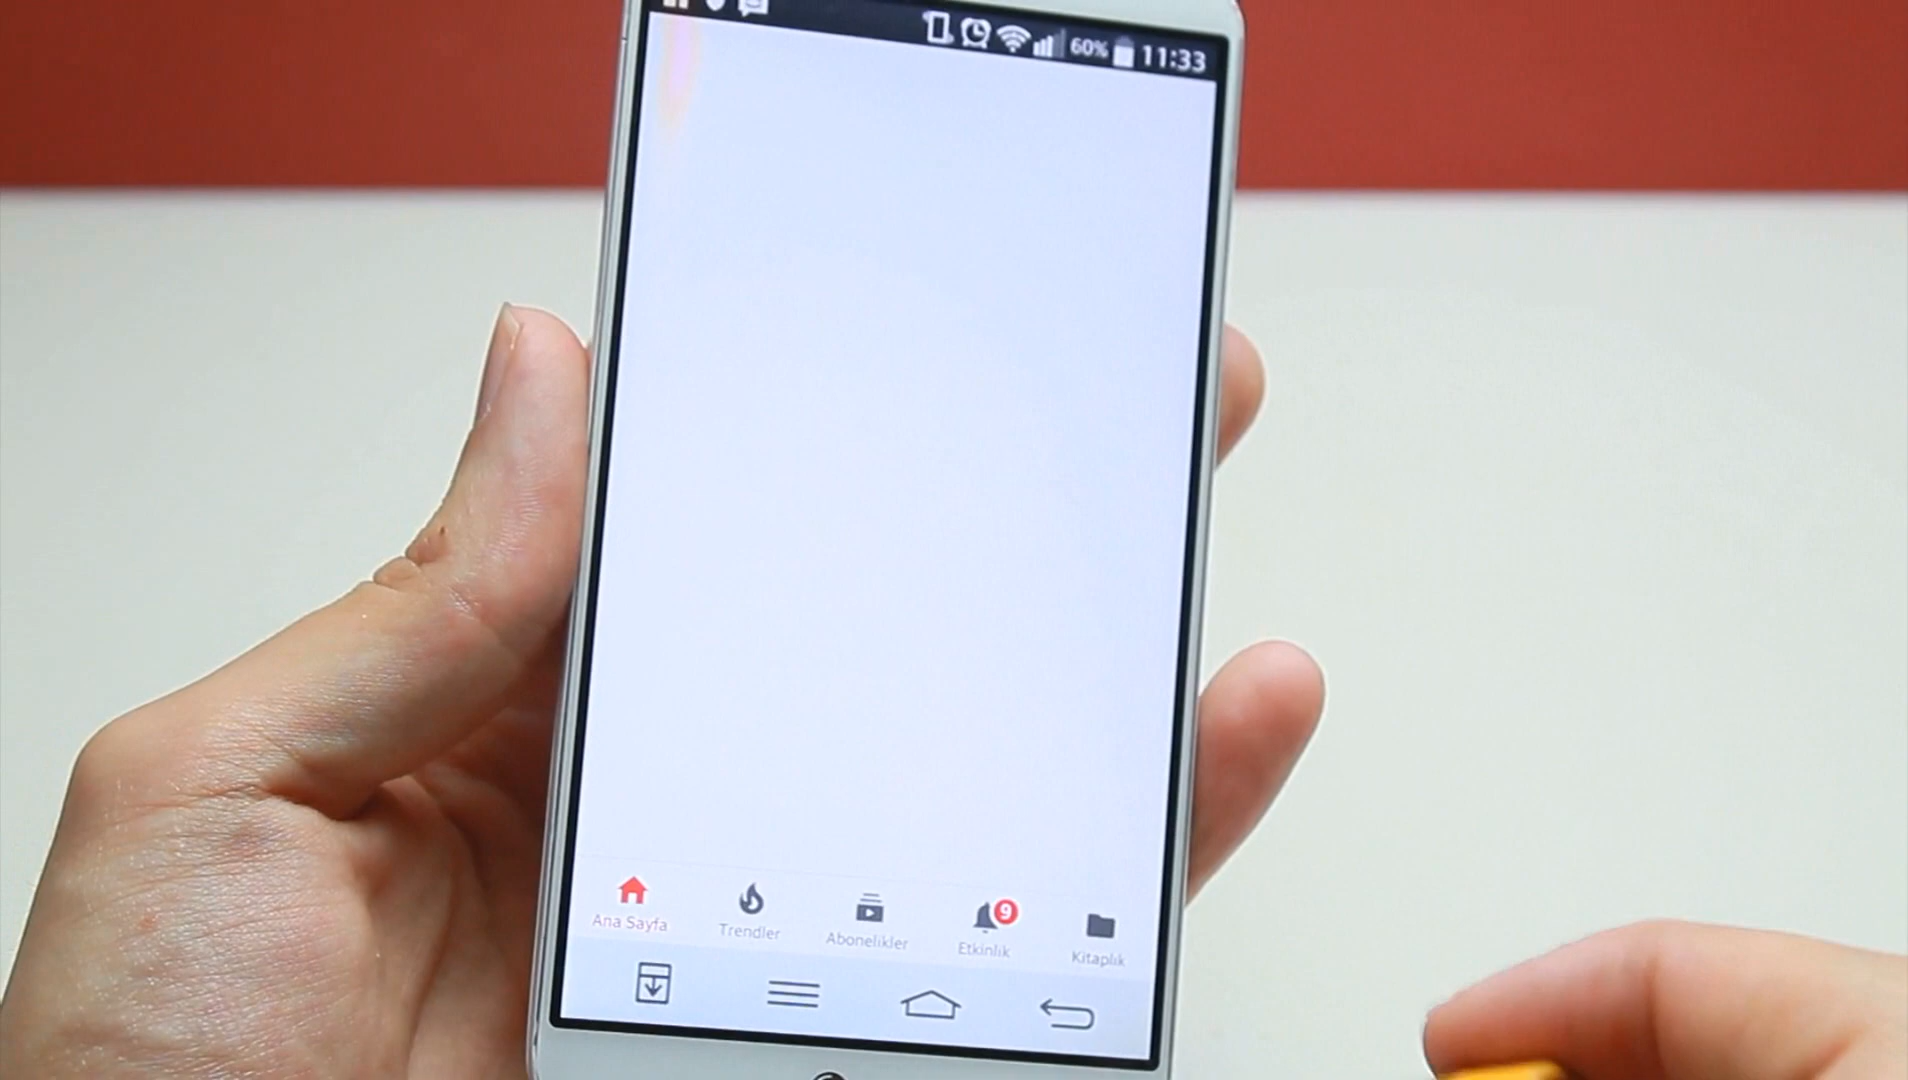 60% 11:33
Ana Sayfa
Trendler
Abonelikler
9
Etkinlik
Kitaplık